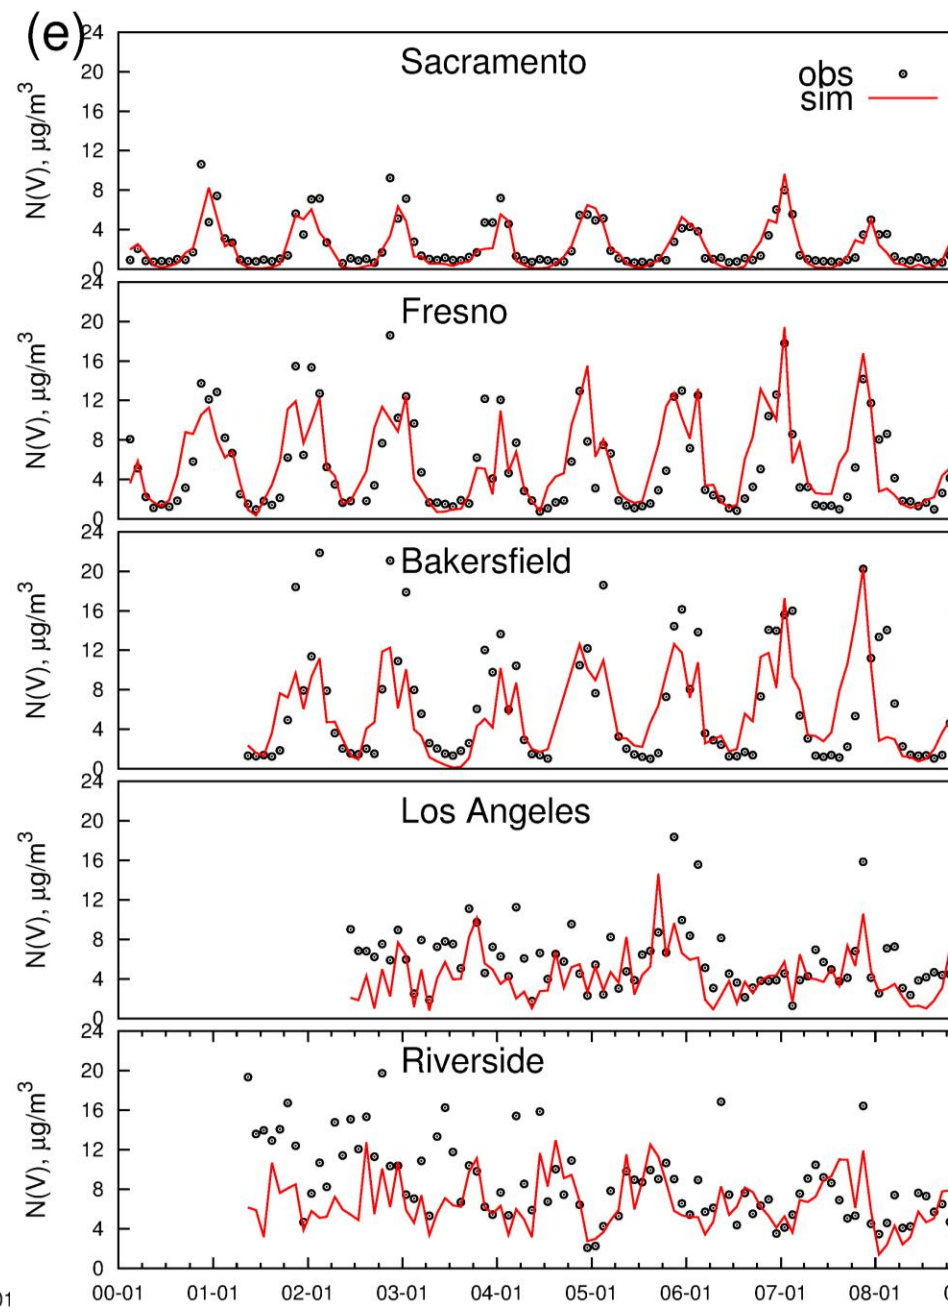 (e)
24
Sacramento
20
obs
sim
16
N(V), μg/m³
12
8
4
0
24
Fresno
20
16
N(V), μg/m³
12
8
4
0
24
Bakersfield
20
16
N(V), μg/m³
12
8
4
0
24
Los Angeles
20
16
N(V), μg/m³
12
8
4
0
24
Riverside
20
16
N(V), μg/m³
12
8
4
0
01
00-01 01-01 02-01 03-01 04-01 05-01 06-01 07-01 08-01